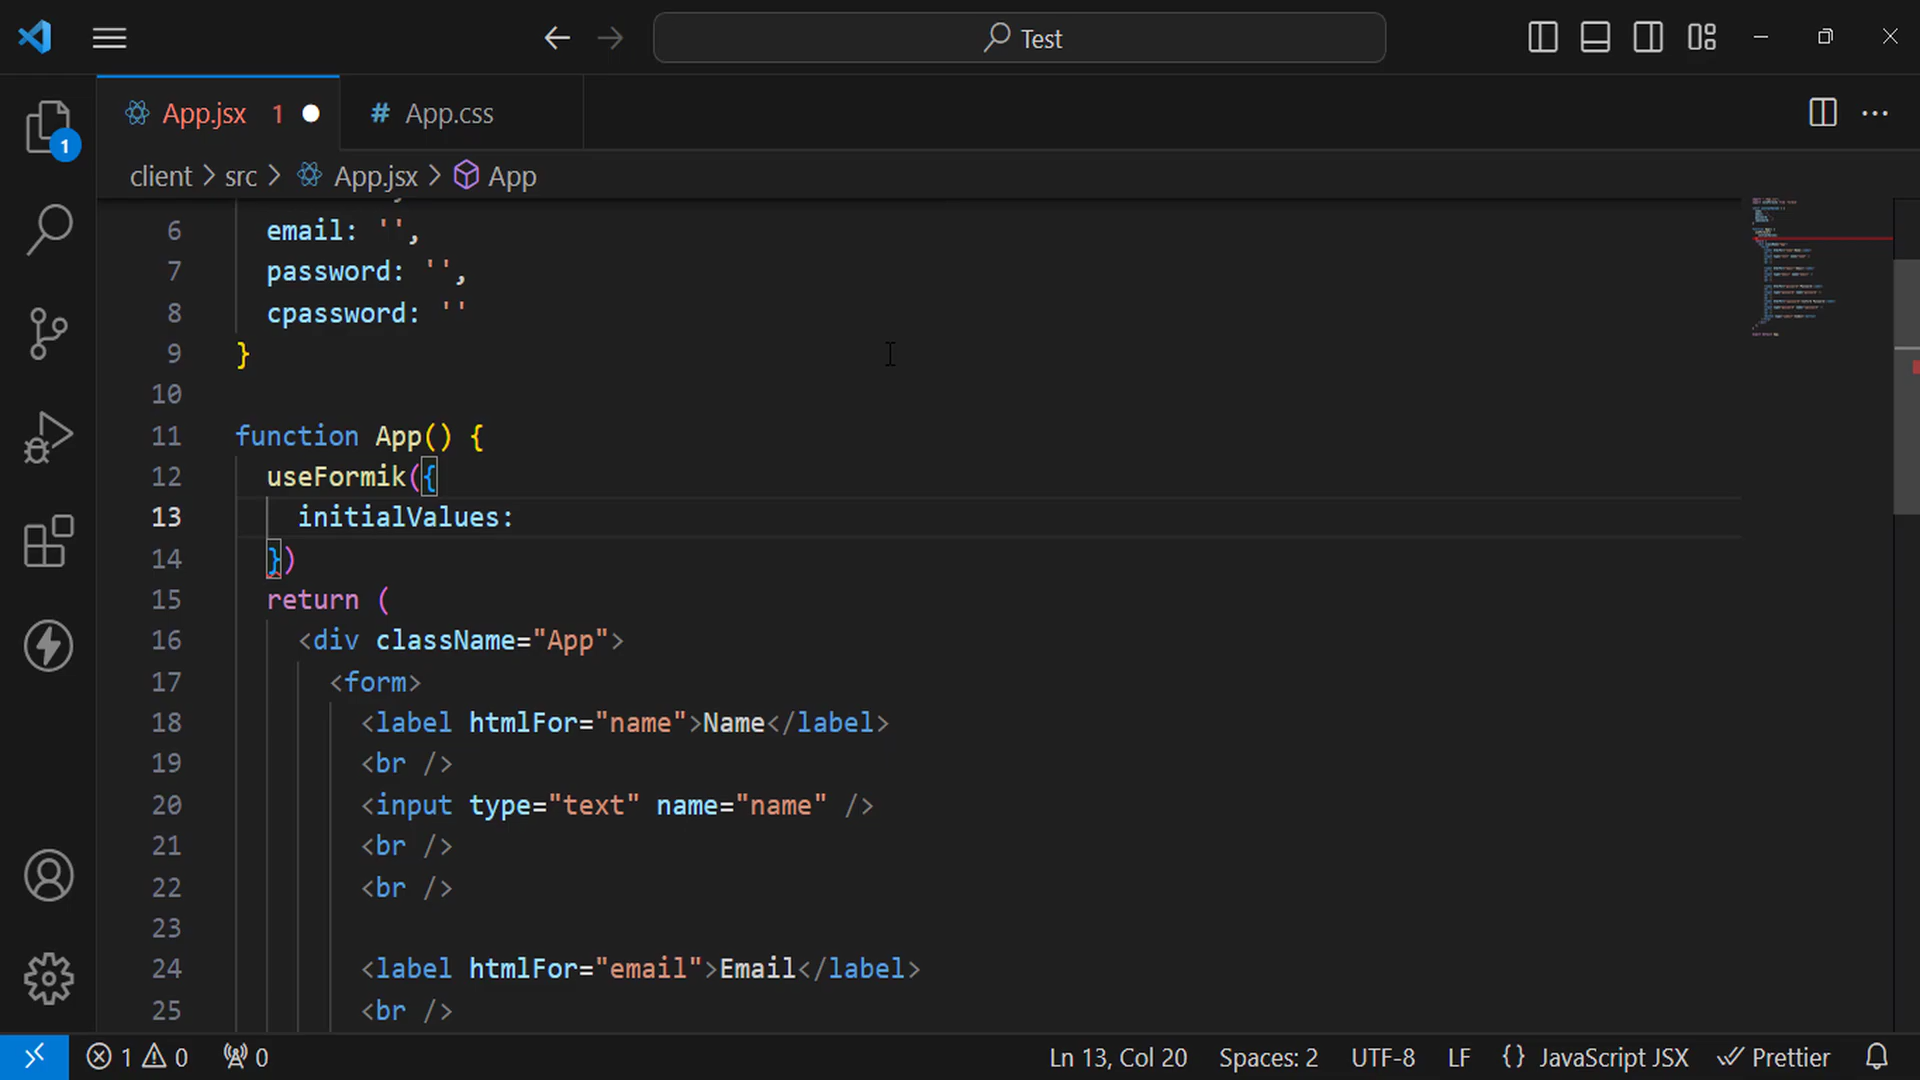 Test
App.jsx 1
# App.css
1
client > src > App.jsx > App
6 email: '',
7 password: '',
8 cpassword: ''
9 }
10
11 function App() {
12 useFormik({
13 initialValues:
14 })
15 return (
16 <div className="App">
17 <form>
18 <label htmlFor="name">Name</label>
19 <br />
20 <input type="text" name="name" />
21 <br />
22 <br />
23
24 <label htmlFor="email">Email</label>
25 <br />
1 0 0 Ln 13, Col 20 Spaces: 2 UTF-8 LF {} JavaScript JSX Prettier